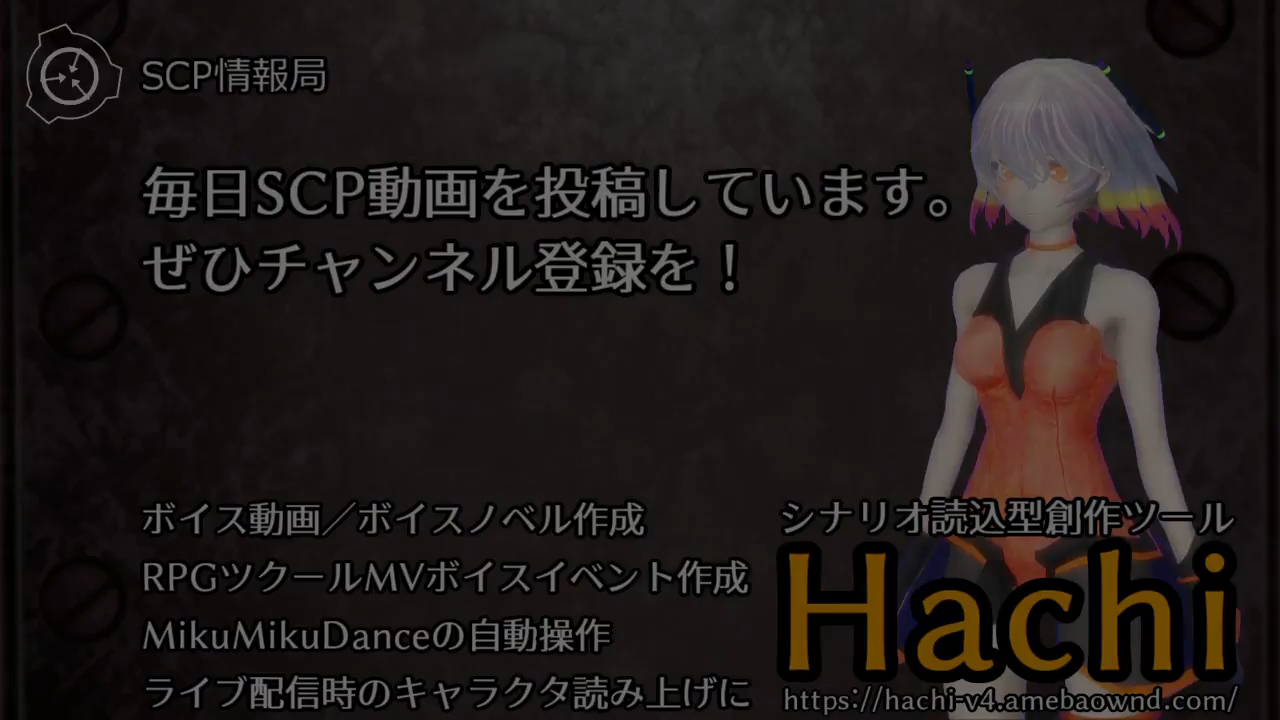 SCP情報局
毎日SCP動画を投稿しています。
ぜひチャンネル登録を！
ボイス動画／ボイスノベル作成
RPGツクールMVボイスイベント作成
MikuMikuDanceの自動操作
ライブ配信時のキャラクタ読み上げに
シナリオ読込型創作ツール
Hachi
https://hachi-v4.amebaownd.com/